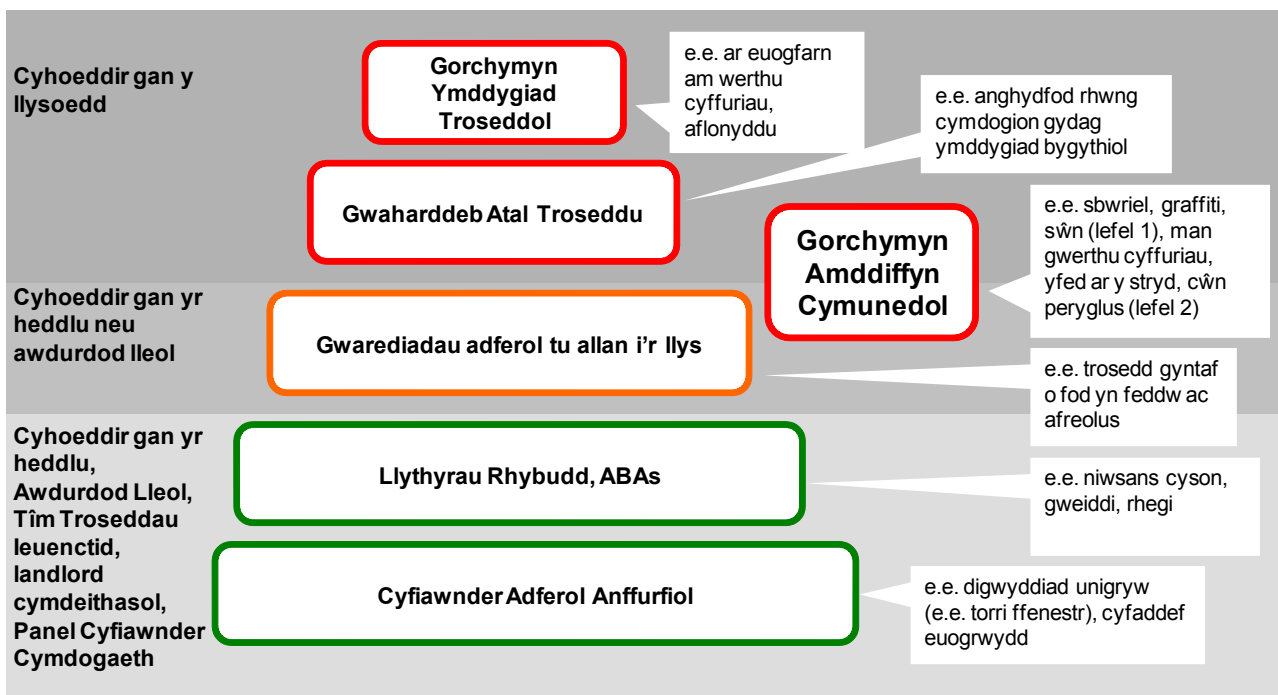 Cyhoeddir gan y
llysoedd
Gorchymyn
Ymddygiad
Troseddol
e.e. ar euogfarn
am werthu
cyffuriau,
aflonyddu
e.e. anghydfod rhwng
cymdogion gydag
ymddygiad bygythiol
Gwaharddeb Atal Troseddu
Gorchymyn
Amddiffyn
Cymunedol
e.e. sbwriel, graffiti,
sŵn (lefel 1), man
gwerthu cyffuriau,
yfed ar y stryd, cŵn
peryglus (lefel 2)
Cyhoeddir gan yr
heddlu neu
awdurdod lleol
Gwarediadau adferol tu allan i'r llys
e.e. trosedd gyntaf
o fod yn feddw ac
afreolus
Cyhoeddir gan yr
heddlu,
Awdurdod Lleol,
Tîm Troseddau
Ieuenctid,
landlord
cymdeithasol,
Panel Cyfiawnder
Cymdogaeth
Llythyrau Rhybudd, ABAs
e.e. niwsans cyson,
gweiddi, rhegi
Cyfiawnder Adferol Anffurfiol
e.e. digwyddiad unigryw
(e.e. torri ffenestr), cyfaddef
euogrwydd